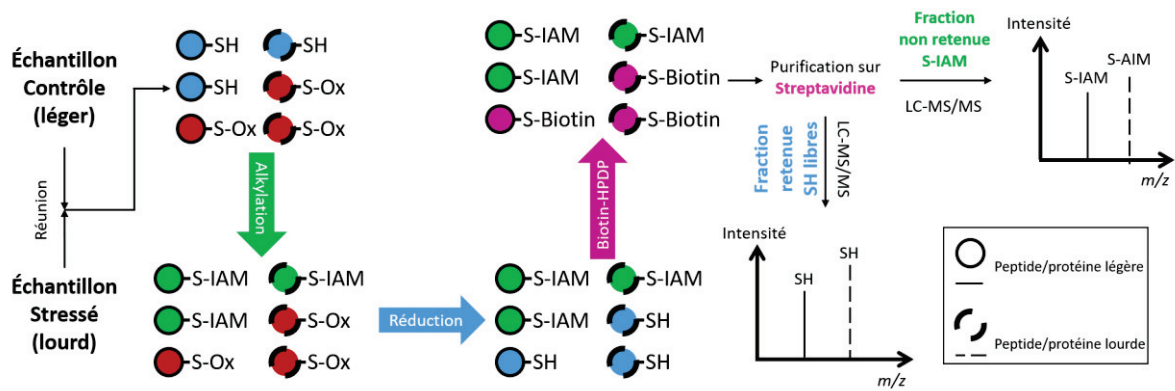 Échantillon
Contrôle
(léger)
Réunion
Échantillon
Stressé
(lourd)
SH
SH
SH
S-Ox
S-Ox
S-Ox
Alkylation
S-IAM
S-IAM
S-IAM
S-Ox
S-Ox
S-Ox
Réduction
S-IAM
S-IAM
S-IAM
SH
SH
SH
Biotin-HPDP
S-IAM
S-IAM
S-IAM
S-Biotin
S-Biotin
S-Biotin
Purification sur
Streptavidine
Fraction
non retenue
S-IAM
LC-MS/MS
Intensité
S-IAM
S-AIM
m/z
Fraction
retenue
SH libres
LC-MS/MS
Intensité
SH
SH
m/z
Peptide/protéine légère
Peptide/protéine lourde